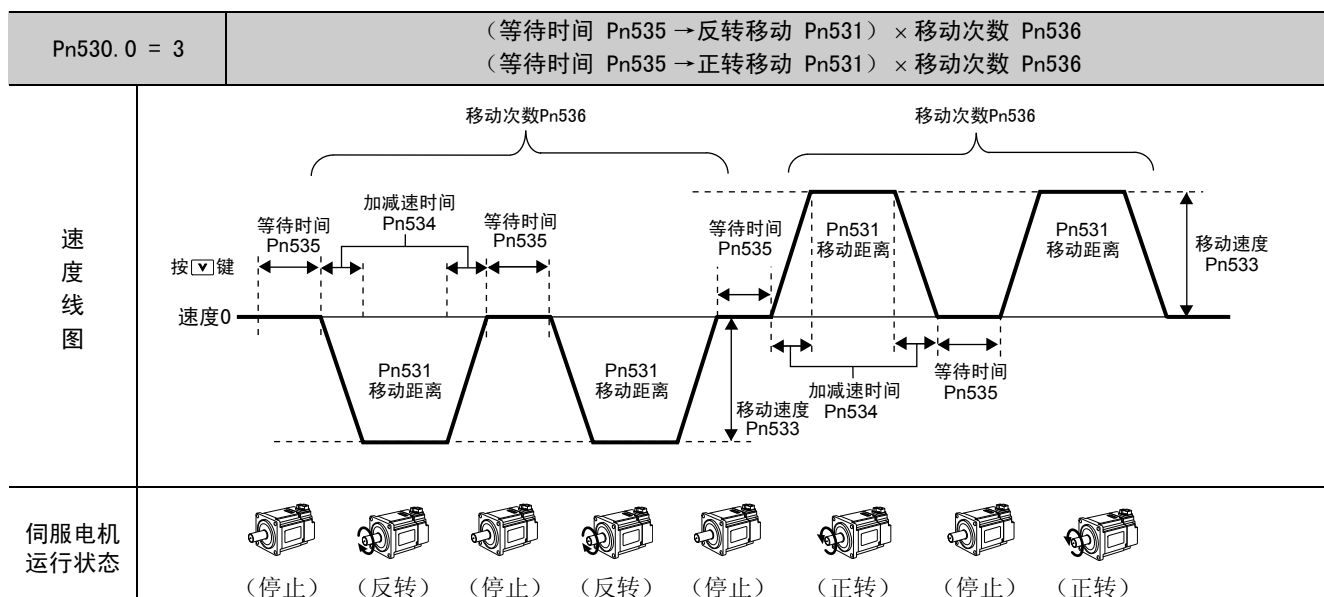 Pn530.0 = 3
（等待时间 Pn535→反转移动 Pn531）×移动次数 Pn536
（等待时间 Pn535→正转移动 Pn531）×移动次数 Pn536
速
度
线
图
移动次数Pn536
移动次数Pn536
等待时间
Pn535
加减速时间
Pn534
等待时间
Pn535
等待时间
Pn535
Pn531
移动距离
Pn531
移动距离
移动速度
Pn533
按▼键
速度0
Pn531
移动距离
Pn531
移动距离
移动速度
Pn533
加减速时间
Pn534
等待时间
Pn535
伺服电机
运行状态
（停止） （反转） （停止） （反转） （停止） （正转） （停止） （正转）